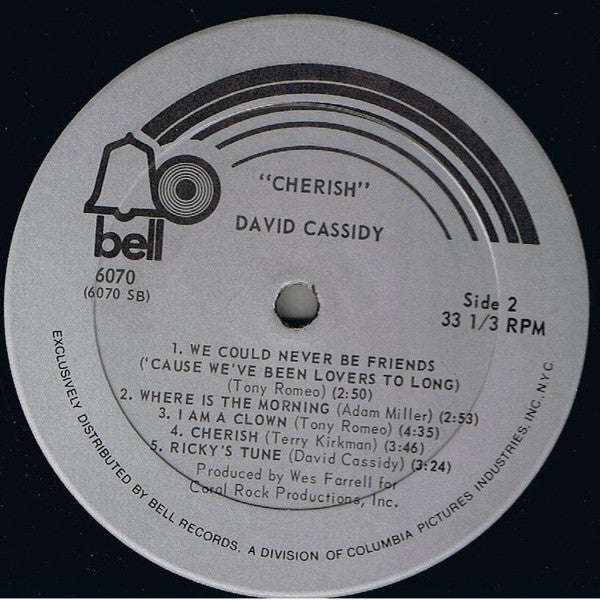 "CHERISH"
DAVID CASSIDY
bell
6070
(6070 SB)
Side 2
33 1/3 RPM
1. WE COULD NEVER BE FRIENDS
('CAUSE WE'VE BEEN LOVERS TO LONG)
(Tony Romeo) (2:50)
2. WHERE IS THE MORNING (Adam Miller) (2:53)
3. I AM A CLOWN (Tony Romeo) (4:35)
4. CHERISH (Terry Kirkman) (3:46)
5. RICKY'S TUNE (David Cassidy) (3:24)
Produced by Wes Farrell for
Coral Rock Productions, Inc.
EXCLUSIVELY DISTRIBUTED BY BELL RECORDS, A DIVISION OF COLUMBIA PICTURES INDUSTRIES, INC. N.Y.C.